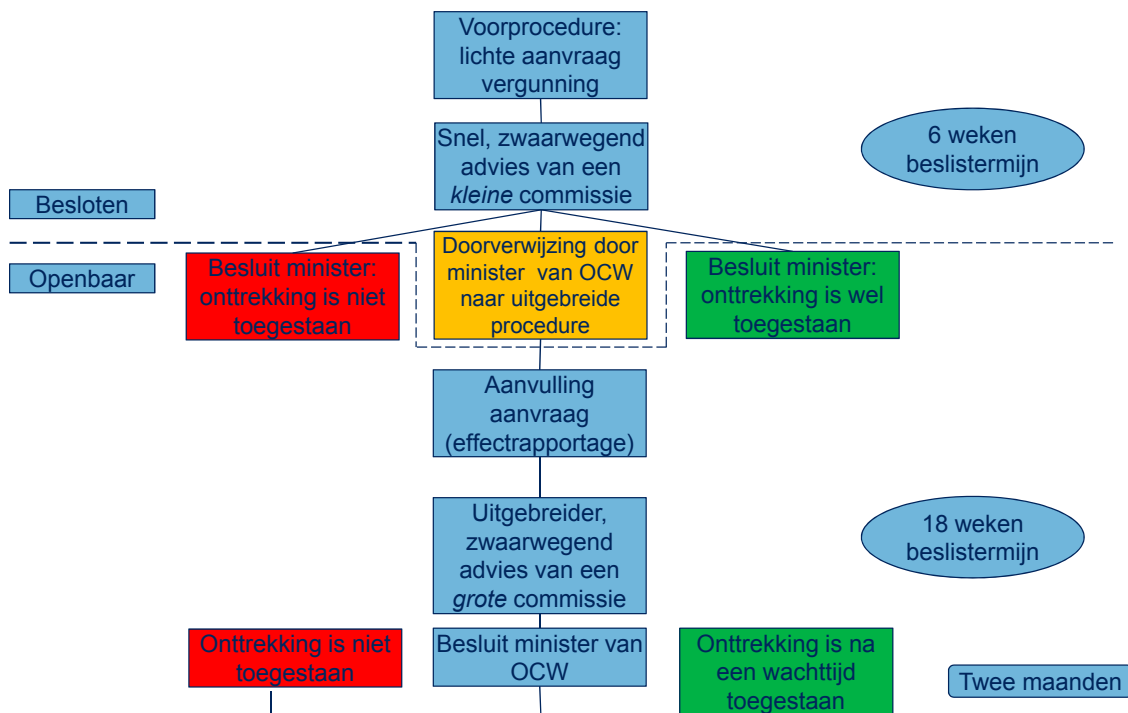 Voorprocedure:
lichte aanvraag
vergunning
Snel, zwaarwegend
advies van een
kleine commissie
6 weken
beslistermijn
Besloten
Openbaar
Besluit minister:
onttrekking is niet
toegestaan
Doorverwijzing door
minister van OCW
naar uitgebreide
procedure
Besluit minister:
onttrekking is wel
toegestaan
Aanvulling
aanvraag
(effectrapportage)
Uitgebreider,
zwaarwegend
advies van een
grote commissie
18 weken
beslistermijn
Onttrekking is niet
toegestaan
Besluit minister van
OCW
Onttrekking is na
een wachttijd
toegestaan
Twee maanden